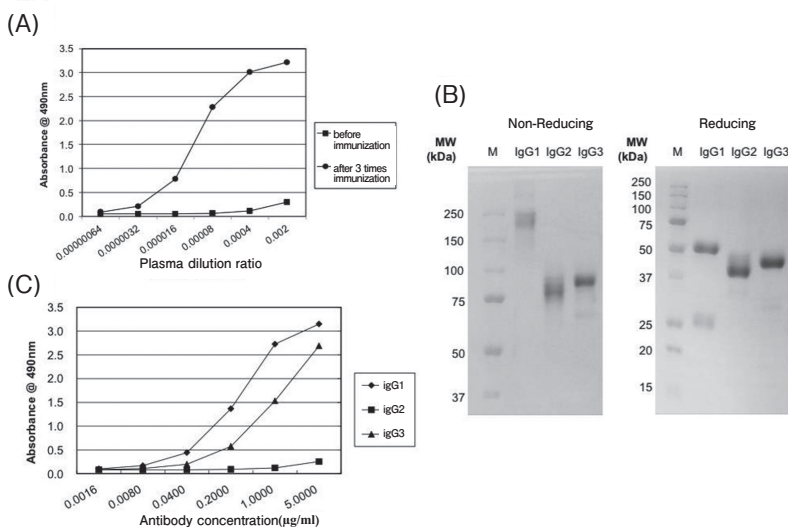 (A)
3.5
3.0
2.5
2.0
1.5
1.0
0.5
0.0
Absorbance @ 490nm
0.00000064
0.0000032
0.000016
0.00008
0.0004
0.002
Plasma dilution ratio
before
immunization
after 3 times
immunization
(B)
Non-Reducing
MW
(kDa)
M IgG1 IgG2 IgG3
250
150
100
75
50
37
Reducing
MW
(kDa)
M IgG1 IgG2 IgG3
250
150
100
75
50
37
25
20
15
(C)
3.5
3.0
2.5
2.0
1.5
1.0
0.5
0.0
Absorbance @ 490nm
0.0016
0.0080
0.0400
0.2000
1.0000
5.0000
Antibody concentration(µg/ml)
igG1
igG2
igG3